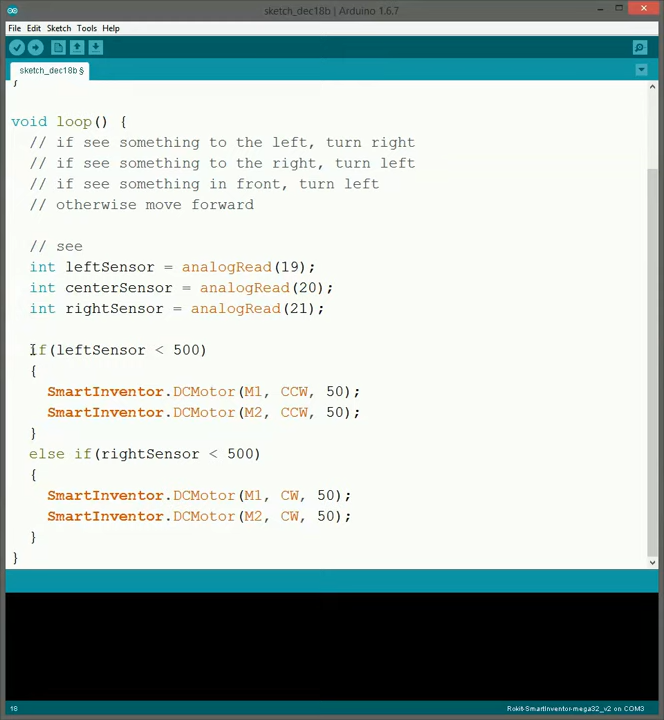 sketch_dec18b | Arduino 1.6.7
File Edit Sketch Tools Help
sketch_dec18b §
}
void loop() {
// if see something to the left, turn right
// if see something to the right, turn left
// if see something in front, turn left
// otherwise move forward
// see
int leftSensor = analogRead(19);
int centerSensor = analogRead(20);
int rightSensor = analogRead(21);
if(leftSensor < 500)
{
SmartInventor.DCMotor(M1, CCW, 50);
SmartInventor.DCMotor(M2, CCW, 50);
}
else if(rightSensor < 500)
{
SmartInventor.DCMotor(M1, CW, 50);
SmartInventor.DCMotor(M2, CW, 50);
}
}
18
Rokit-SmartInventor-mega32_v2 on COM3